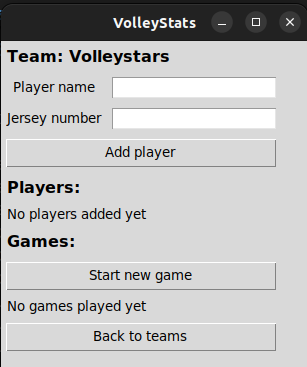 VolleyStats
Team: Volleystars
Player name
Jersey number
Add player
Players:
No players added yet
Games:
Start new game
No games played yet
Back to teams